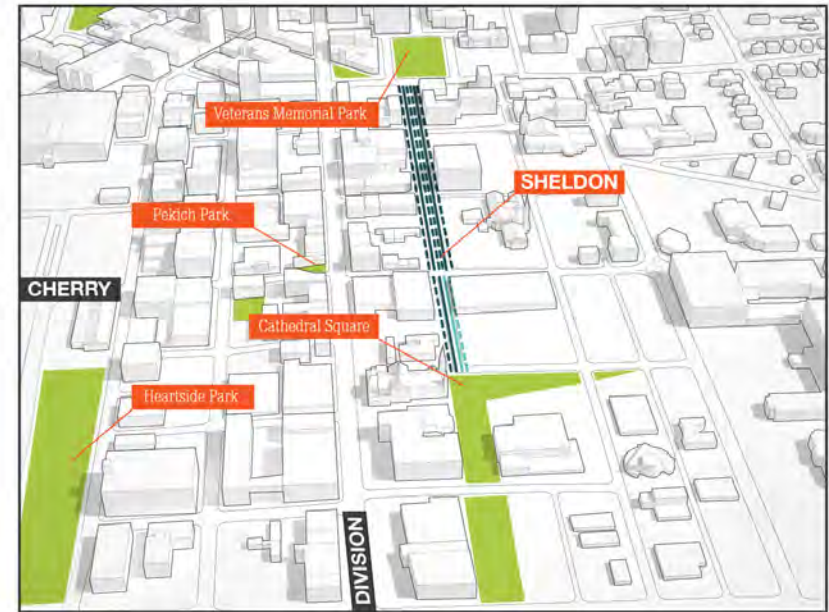 Veterans Memorial Park
SHELDON
Pekich Park
CHERRY
Cathedral Square
Heartside Park
DIVISION